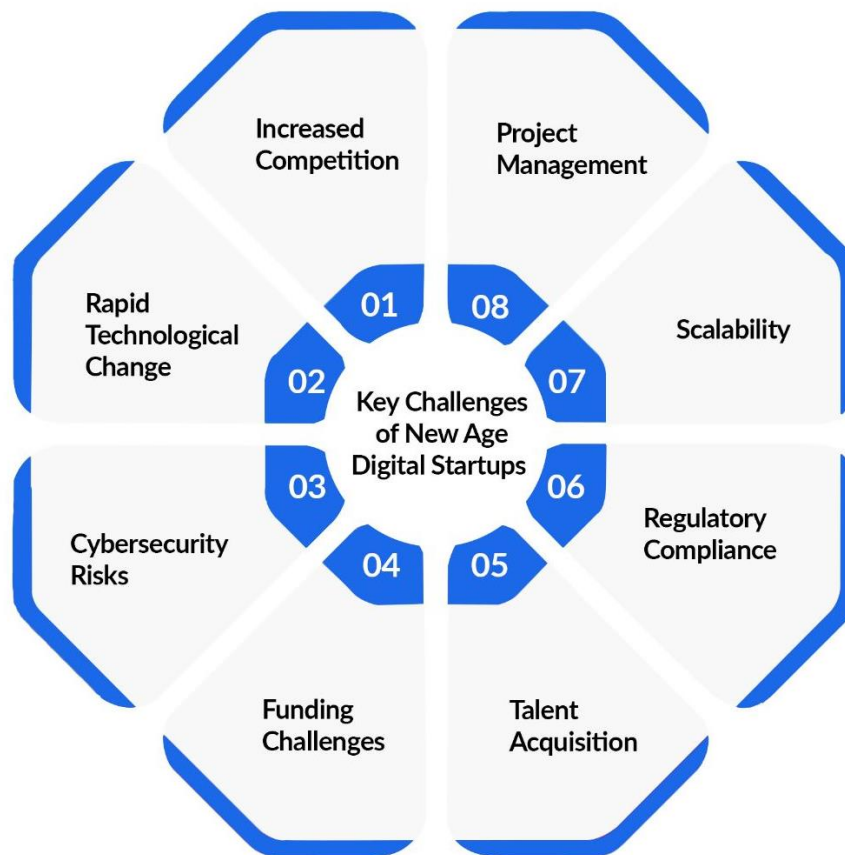 Key Challenges
of New Age
Digital Startups
01
Increased
Competition
02
Rapid
Technological
Change
03
Cybersecurity
Risks
04
Funding
Challenges
05
Talent
Acquisition
06
Regulatory
Compliance
07
Scalability
08
Project
Management